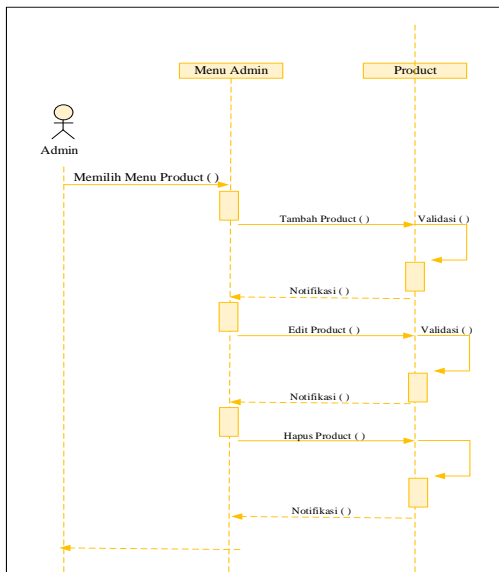 Menu Admin
Product
Admin
Memilih Menu Product ( )
Tambah Product ( )
Validasi ( )
Notifikasi ( )
Edit Product ( )
Validasi ( )
Notifikasi ( )
Hapus Product ( )
Notifikasi ( )